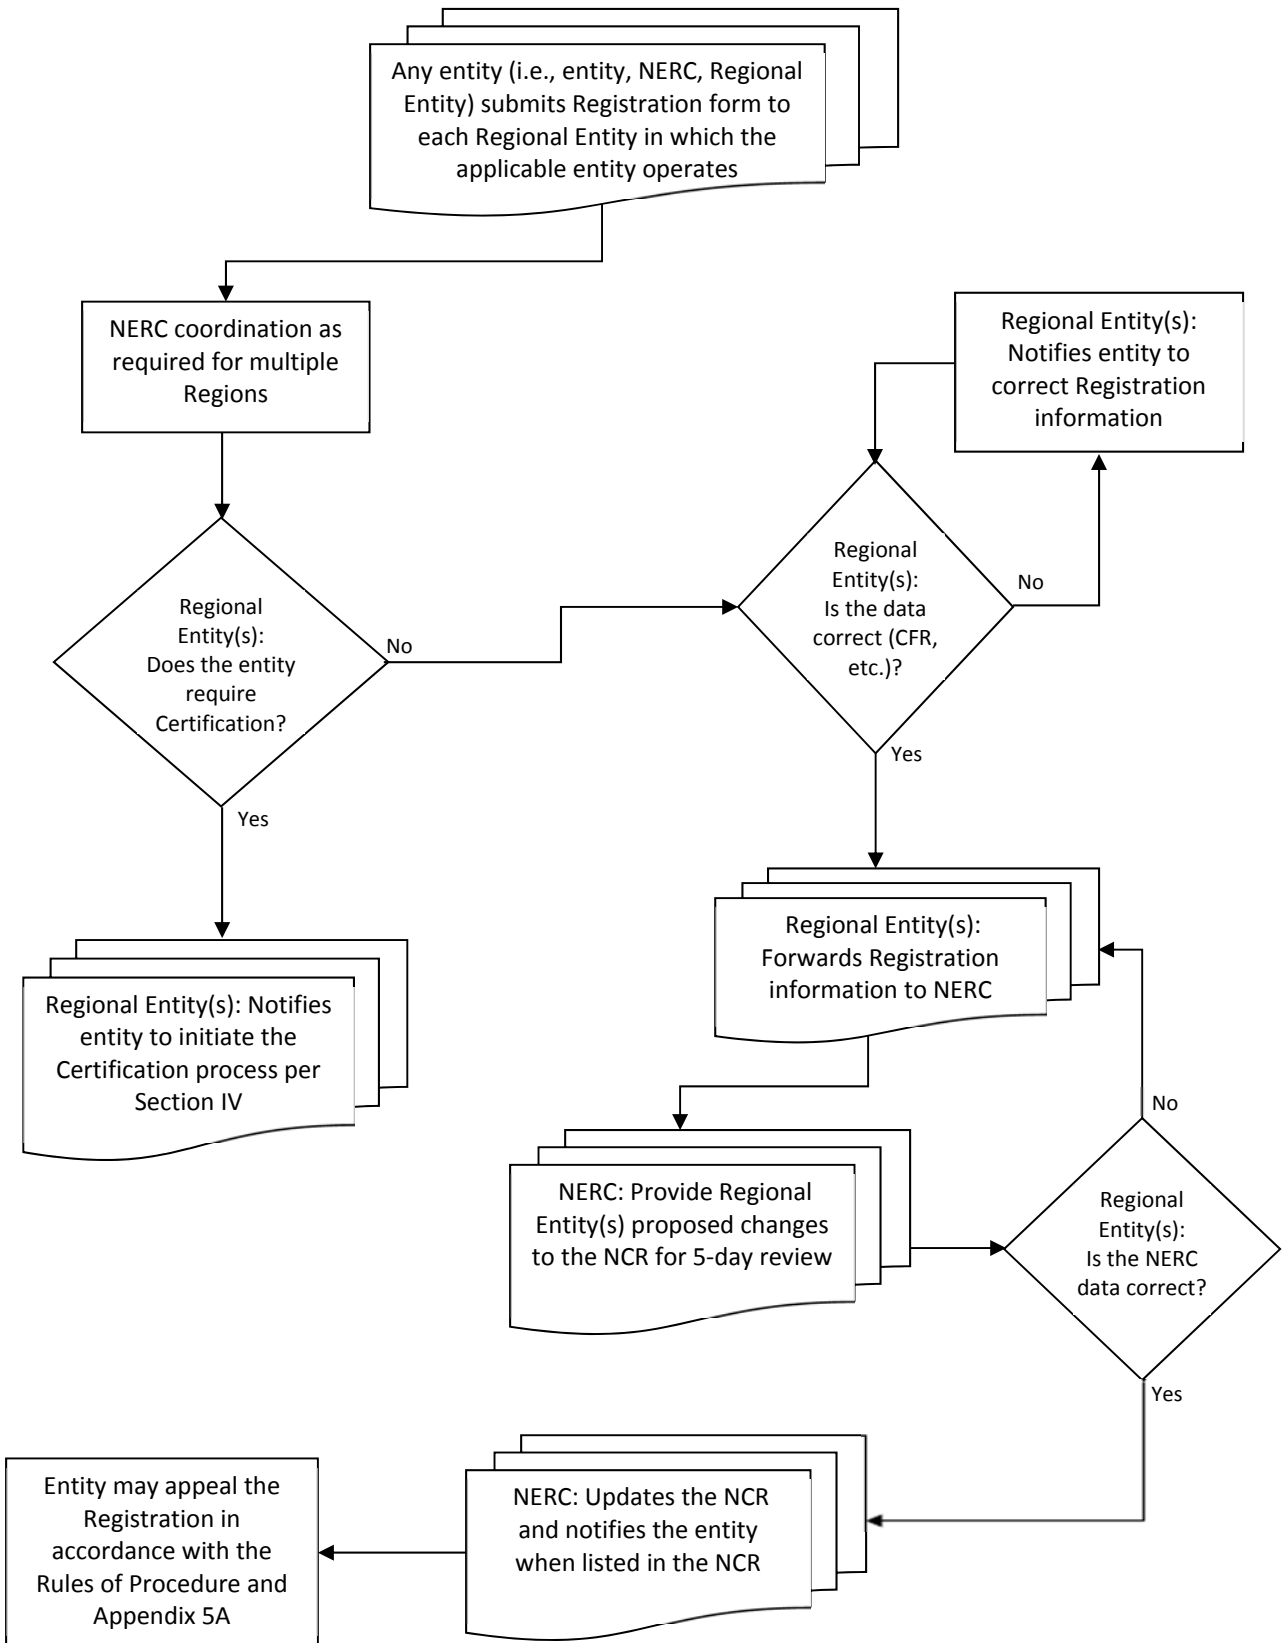 Any entity (i.e., entity, NERC, Regional
Entity) submits Registration form to
each Regional Entity in which the
applicable entity operates
NERC coordination as
required for multiple
Regions
Regional Entity(s):
Notifies entity to
correct Registration
information
Regional
Entity(s):
Does the entity
require
Certification?
No
Yes
Regional
Entity(s):
Is the data
correct (CFR,
etc.)?
No
Yes
Regional Entity(s): Notifies
entity to initiate the
Certification process per
Section IV
Regional Entity(s):
Forwards Registration
information to NERC
NERC: Provide Regional
Entity(s) proposed changes
to the NCR for 5-day review
No
Regional
Entity(s):
Is the NERC
data correct?
Yes
NERC: Updates the NCR
and notifies the entity
when listed in the NCR
Entity may appeal the
Registration in
accordance with the
Rules of Procedure and
Appendix 5A